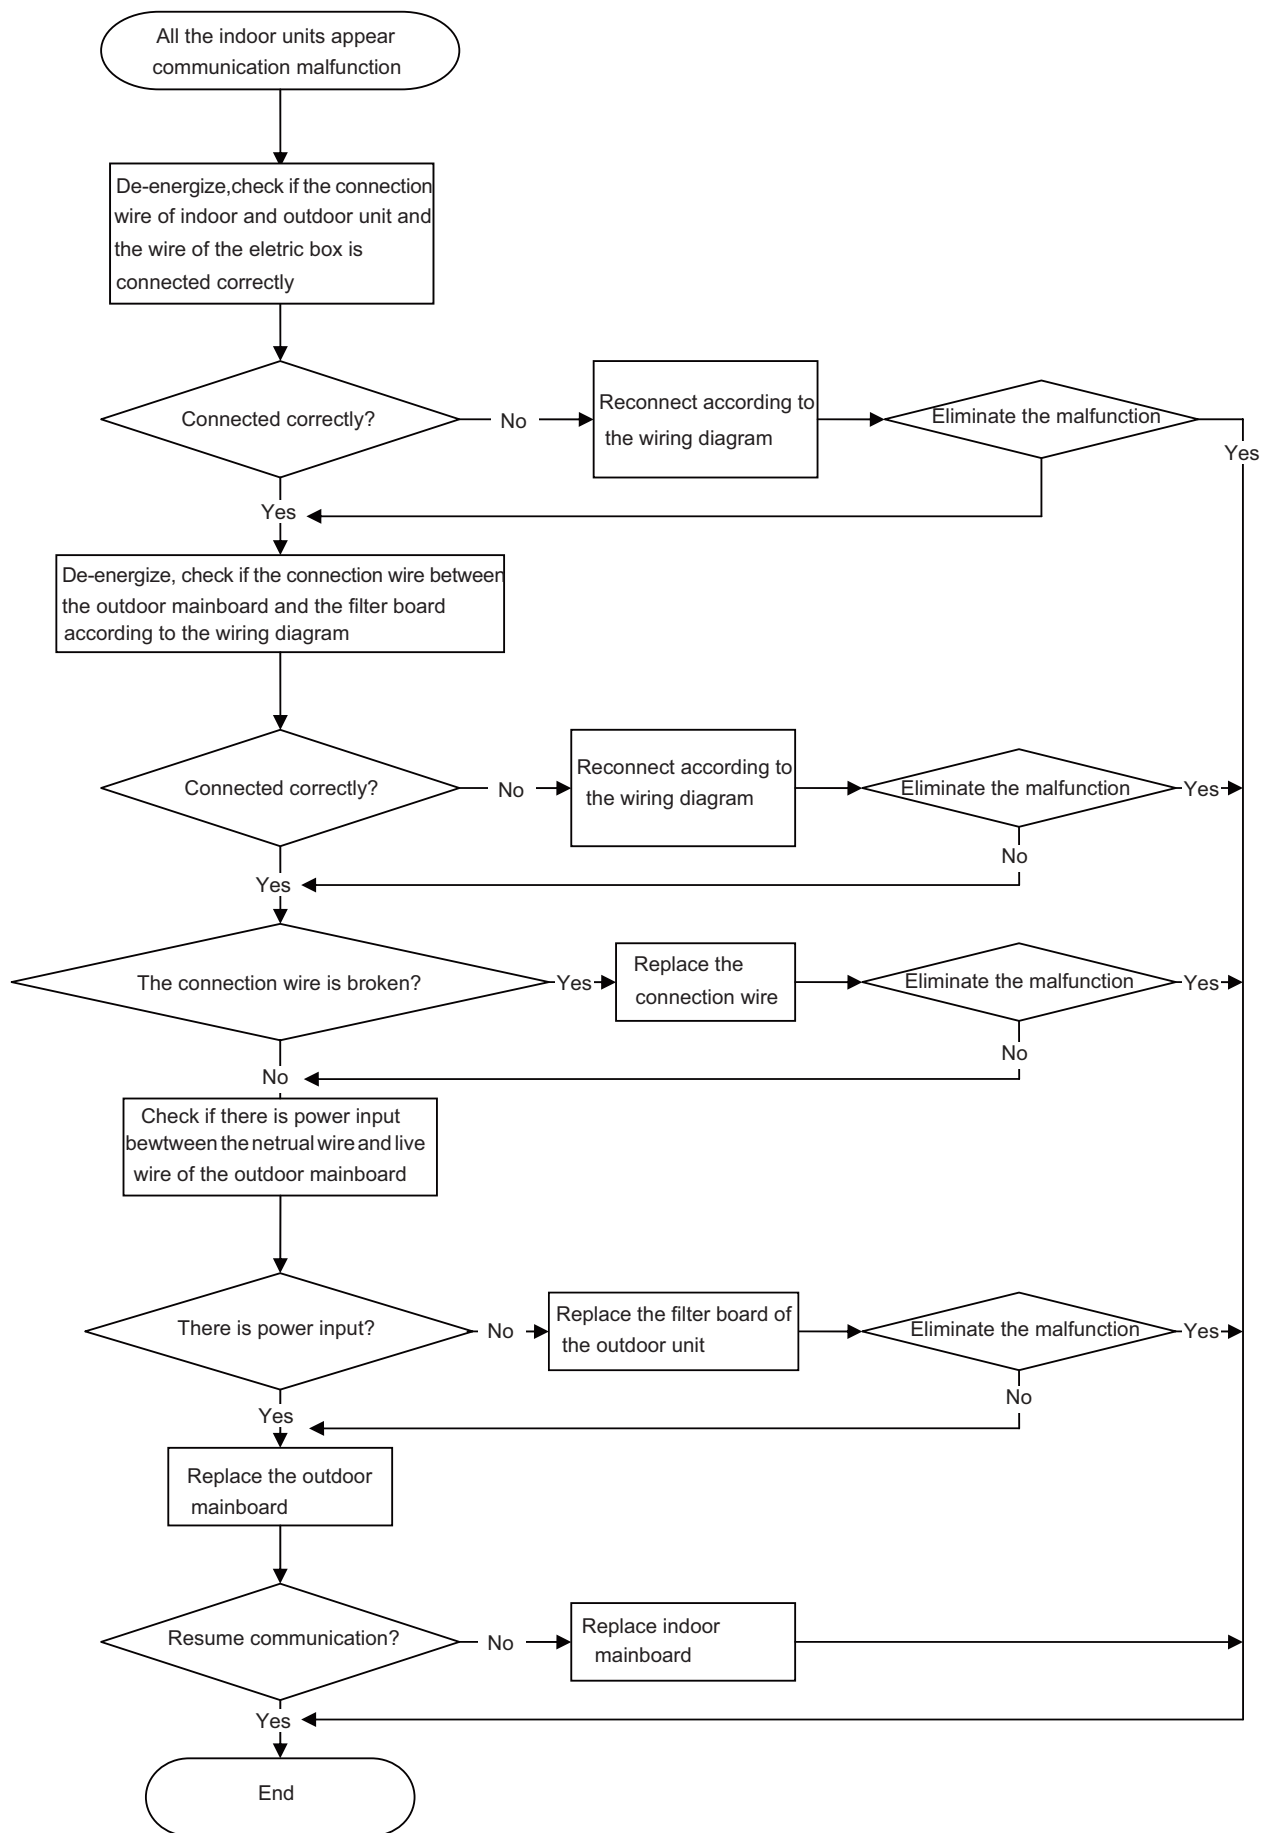 All the indoor units appear
communication malfunction
De-energize,check if the connection
wire of indoor and outdoor unit and
the wire of the eletric box is
connected correctly
Connected correctly?
No
Reconnect according to
the wiring diagram
Eliminate the malfunction
Yes
Yes
De-energize, check if the connection wire between
the outdoor mainboard and the filter board
according to the wiring diagram
Connected correctly?
No
Reconnect according to
the wiring diagram
Eliminate the malfunction
Yes
No
Yes
The connection wire is broken?
Yes
Replace the
connection wire
Eliminate the malfunction
Yes
No
No
Check if there is power input
bewtween the netrual wire and live
wire of the outdoor mainboard
There is power input?
No
Replace the filter board of
the outdoor unit
Eliminate the malfunction
Yes
No
Yes
Replace the outdoor
mainboard
Resume communication?
No
Replace indoor
mainboard
Yes
End